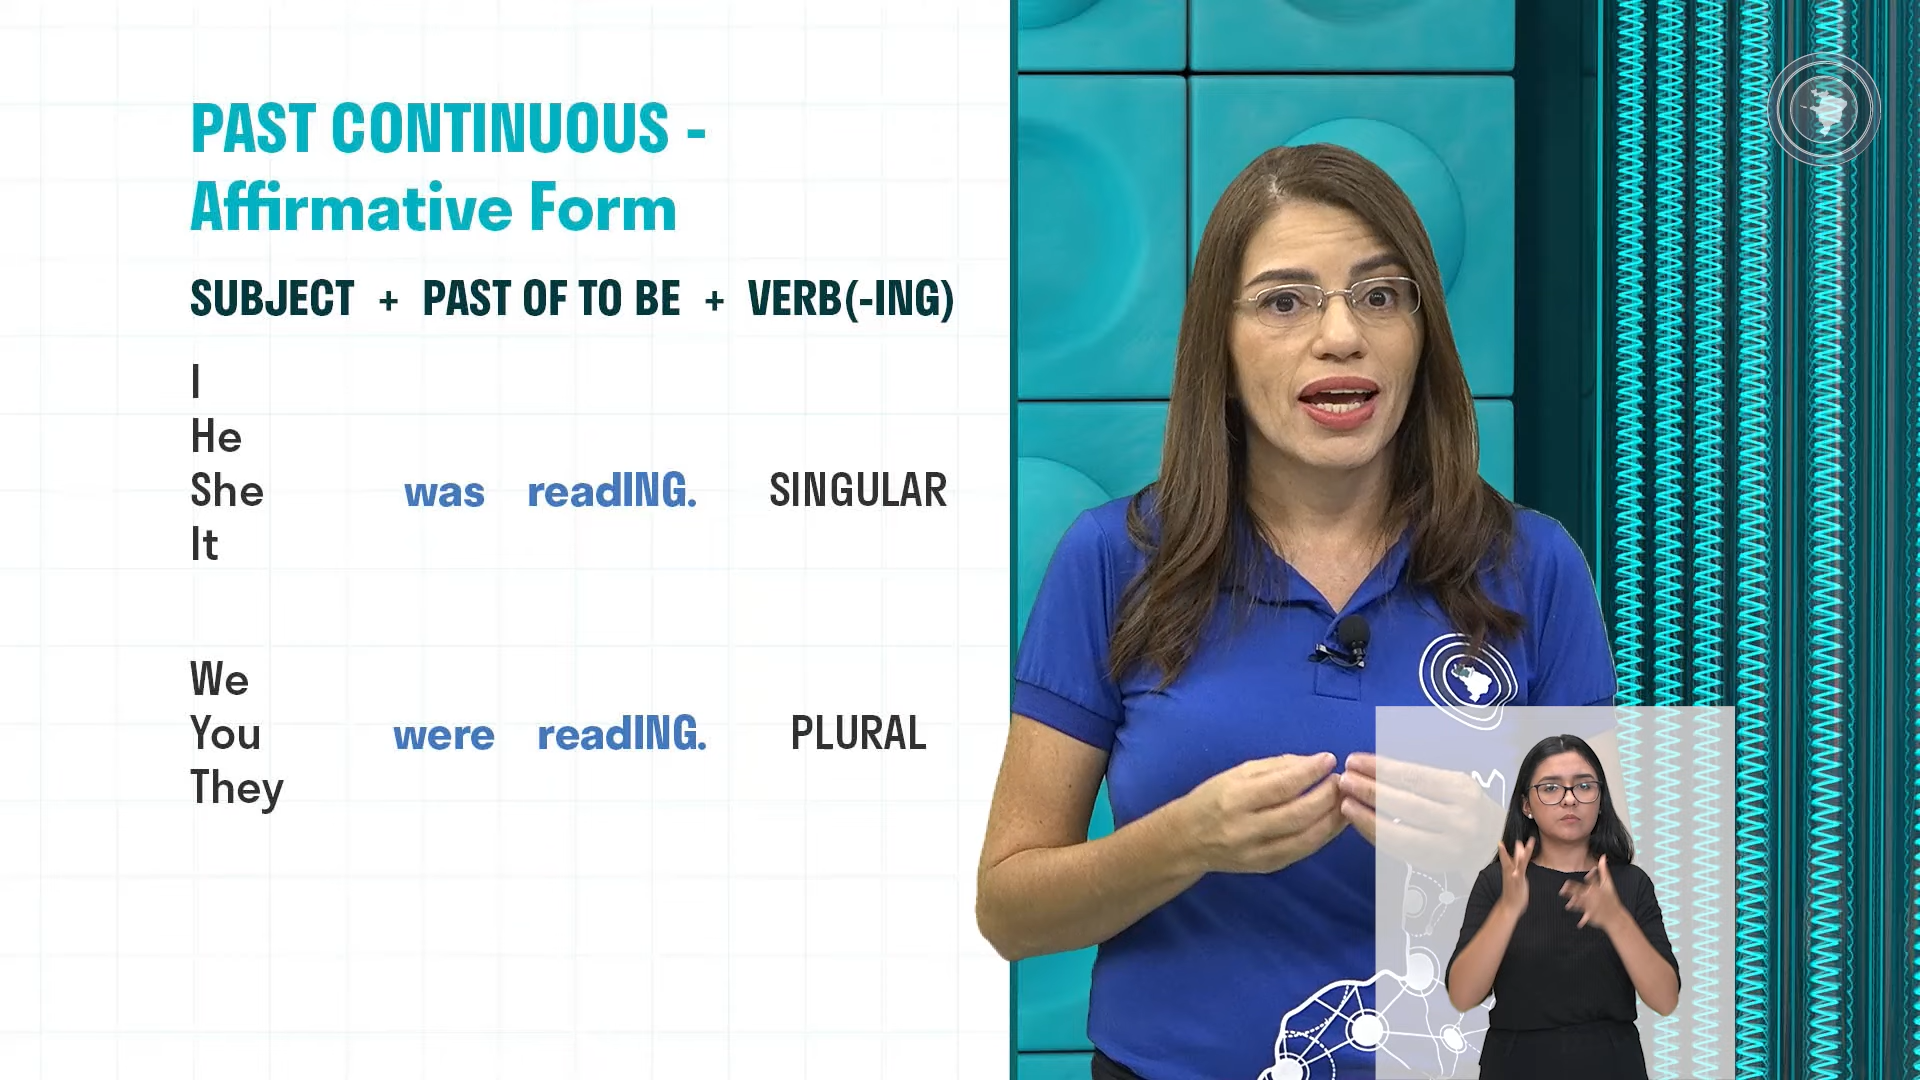 PAST CONTINUOUS -
Affirmative Form
SUBJECT + PAST OF TO BE + VERB(-ING)
I
He
She was readING. SINGULAR
It
We
You were readING. PLURAL
They